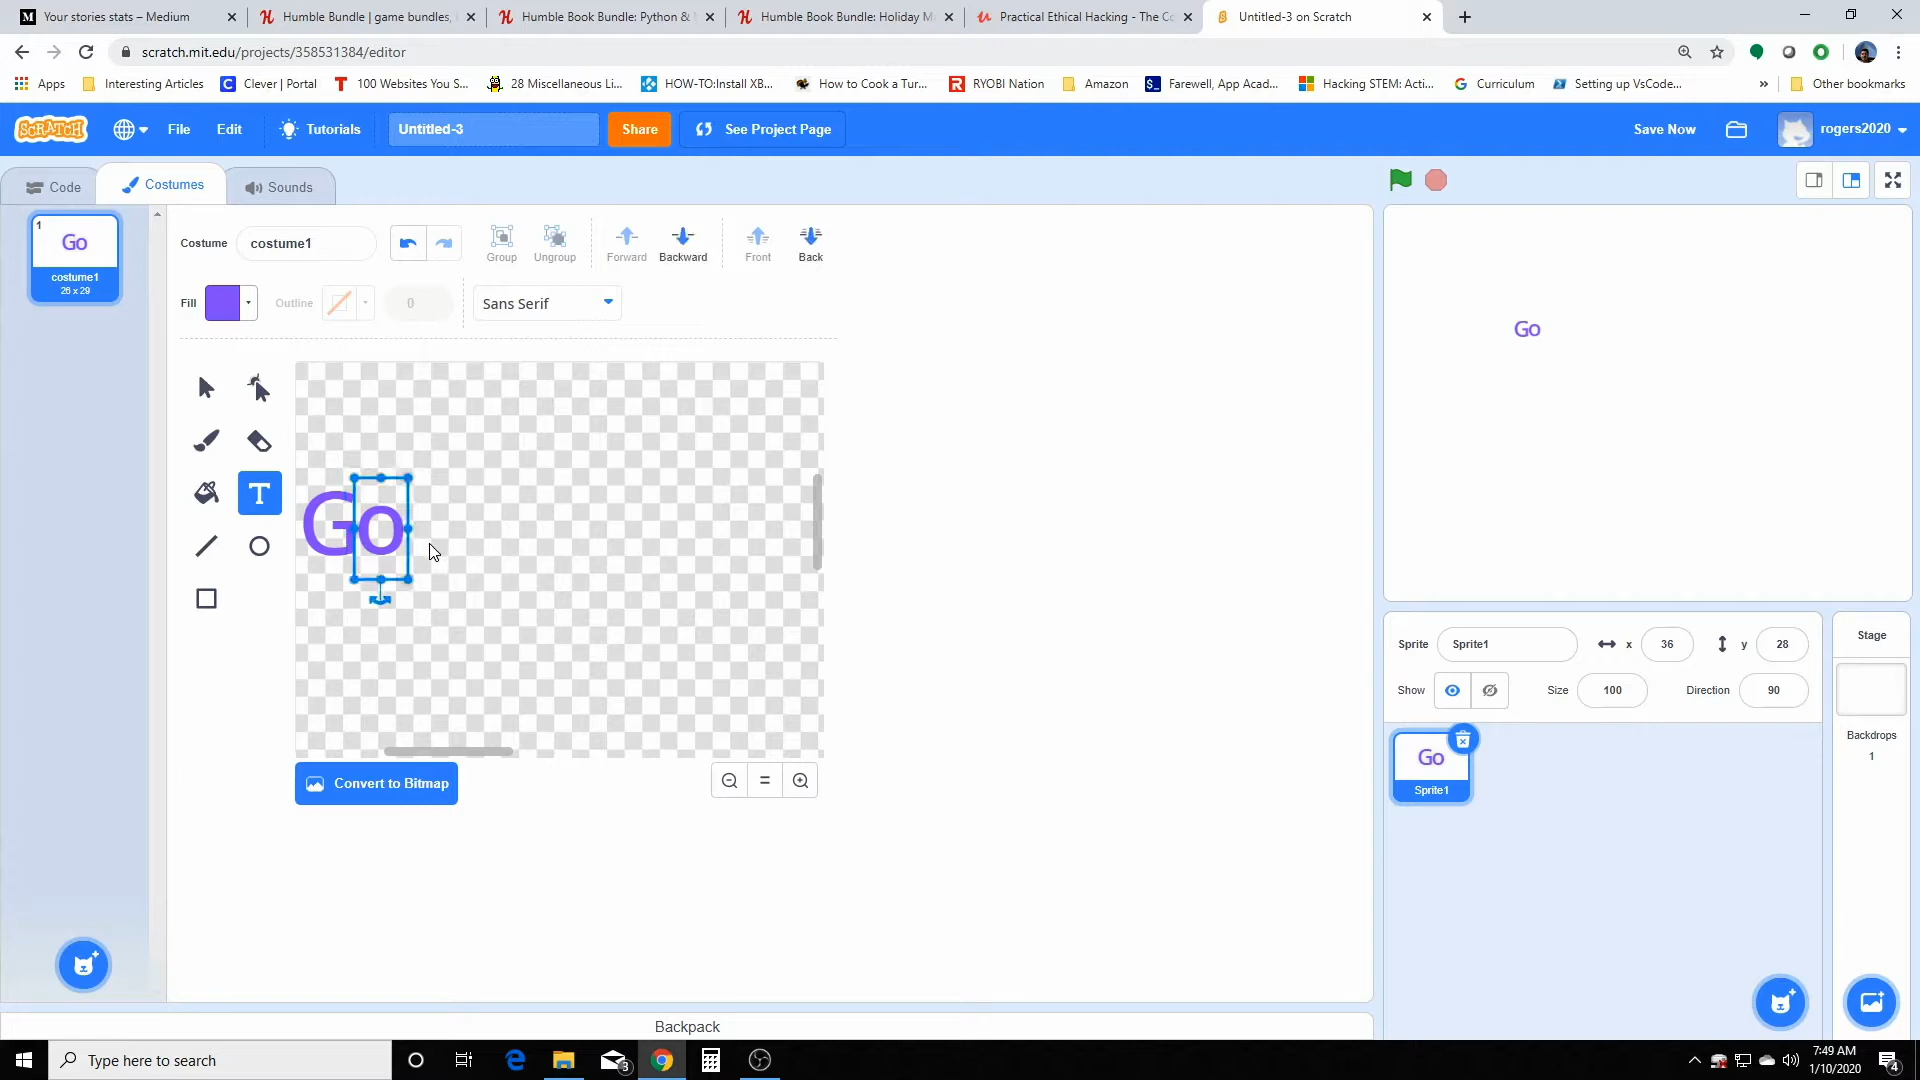 Your stories stats – Medium
Humble Bundle | game bundles,
Humble Book Bundle: Python &
Humble Book Bundle: Holiday M
Practical Ethical Hacking - The Co
Untitled-3 on Scratch
scratch.mit.edu/projects/358531384/editor
Apps
Interesting Articles
Clever | Portal
100 Websites You S...
28 Miscellaneous Li...
HOW-TO:Install XB...
How to Cook a Tur...
RYOBI Nation
Amazon
Farewell, App Acad...
Hacking STEM: Acti...
Curriculum
Setting up VsCode...
»
Other bookmarks
SCRATCH
File
Edit
Tutorials
Untitled-3
Share
See Project Page
Save Now
rogers2020
Code
Costumes
Sounds
1
Go
costume1
26 x 29
Costume
costume1
Group
Ungroup
Forward
Backward
Front
Back
Fill
Outline
0
Sans Serif
T
Go
Convert to Bitmap
Go
Sprite
Sprite1
x
36
y
28
Show
Size
100
Direction
90
Go
Sprite1
Stage
Backdrops
1
Backpack
Type here to search
3
7:49 AM
1/10/2020
4